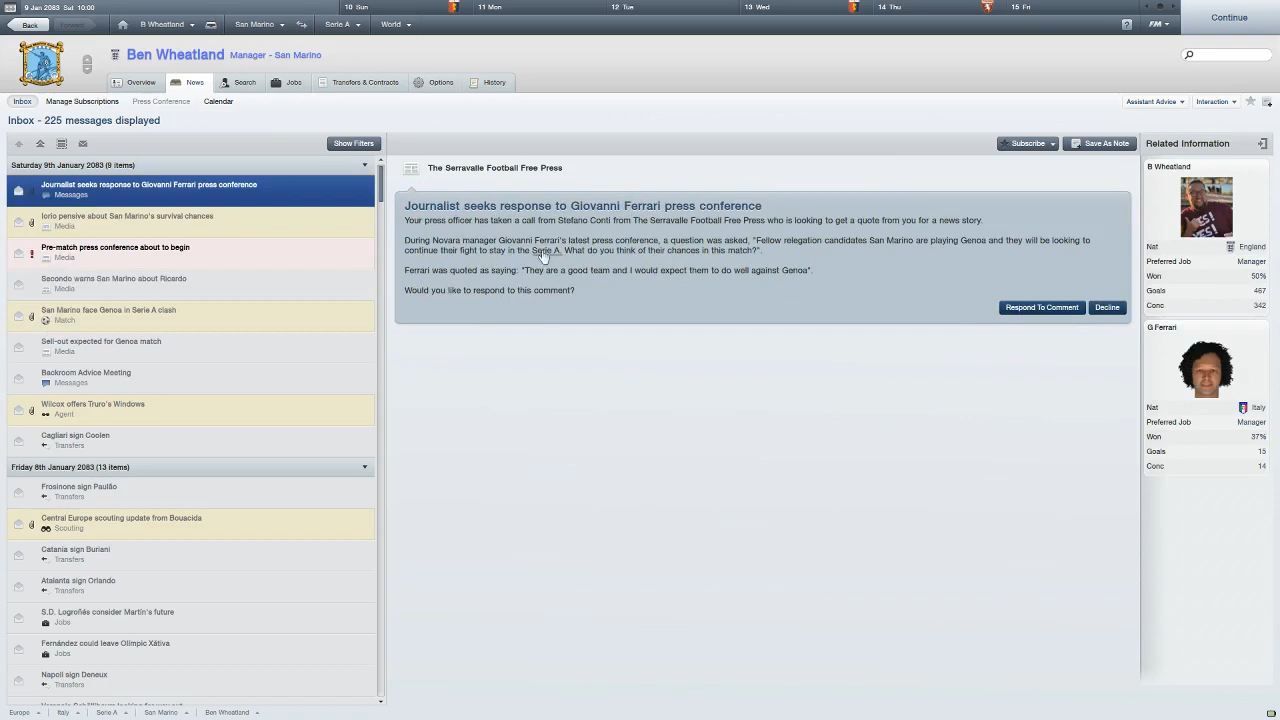 9 Jan 2083 Sat 10:00
10 Sun
11 Mon
12 Tue
13 Wed
14 Thu
15 Fri
Back
Forward
B Wheatland
San Marino
Serie A
World
?
FM
Continue
Ben Wheatland
Manager - San Marino
Overview
News
Search
Jobs
Transfers & Contracts
Options
History
Inbox
Manage Subscriptions
Press Conference
Calendar
Assistant Advice
Interaction
Inbox - 225 messages displayed
Show Filters
Saturday 9th January 2083 (9 items)
Journalist seeks response to Giovanni Ferrari press conference
Messages
Iorio pensive about San Marino's survival chances
Media
Pre-match press conference about to begin
Media
Secondo warns San Marino about Ricardo
Media
San Marino face Genoa in Serie A clash
Match
Sell-out expected for Genoa match
Media
Backroom Advice Meeting
Messages
Wilcox offers Truro's Windows
Agent
Cagliari sign Coolen
Transfers
Friday 8th January 2083 (13 items)
Frosinone sign Paulão
Transfers
Central Europe scouting update from Bouacida
Scouting
Catania sign Buriani
Transfers
Atalanta sign Orlando
Transfers
S.D. Logroñés consider Martín's future
Jobs
Fernández could leave Olímpic Xátiva
Jobs
Napoli sign Deneux
Transfers
The Serravalle Football Free Press
Subscribe
Save As Note
Journalist seeks response to Giovanni Ferrari press conference
Your press officer has taken a call from Stefano Conti from The Serravalle Football Free Press who is looking to get a quote from you for a news story.
During Novara manager Giovanni Ferrari's latest press conference, a question was asked, "Fellow relegation candidates San Marino are playing Genoa and they will be looking to
continue their fight to stay in the Serie A. What do you think of their chances in this match?".
Ferrari was quoted as saying: "They are a good team and I would expect them to do well against Genoa".
Would you like to respond to this comment?
Respond To Comment
Decline
Related Information
B Wheatland
Nat England
Preferred Job Manager
Won 50%
Goals 467
Conc 342
G Ferrari
Nat Italy
Preferred Job Manager
Won 37%
Goals 15
Conc 14
Europe
Italy
Serie A
San Marino
Ben Wheatland